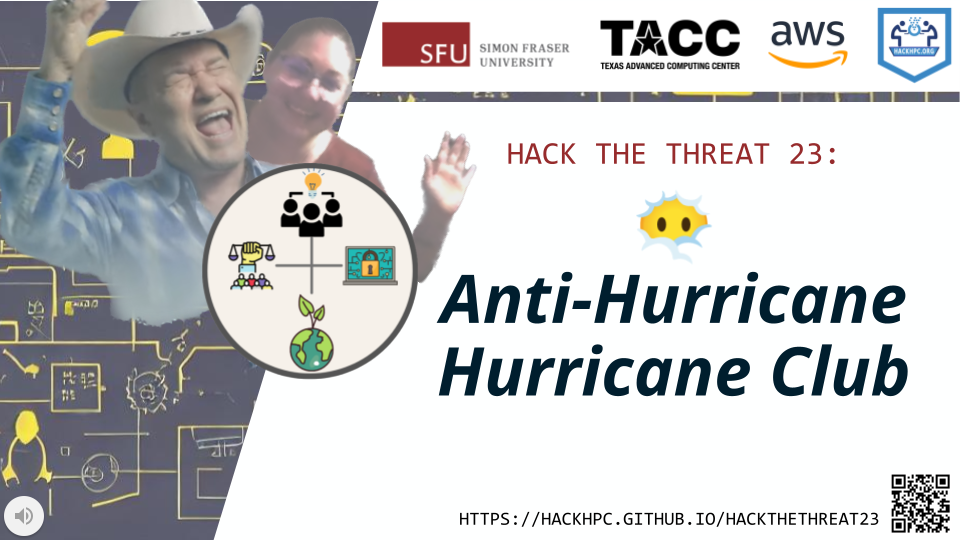 SFU SIMON FRASER
UNIVERSITY
TACC
TEXAS ADVANCED COMPUTING CENTER
aws
HACKHPC.ORG
HACK THE THREAT 23:
Anti-Hurricane
Hurricane Club
HTTPS://HACKHPC.GITHUB.IO/HACKTHETHREAT23